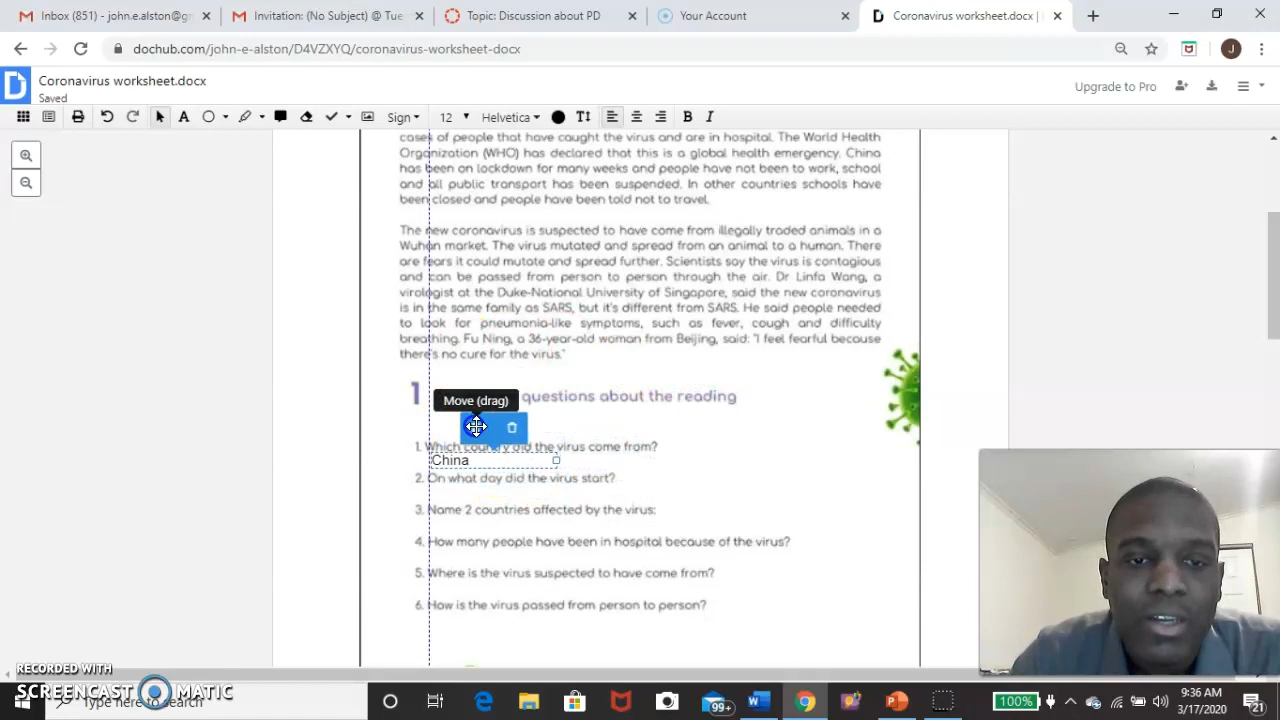 Inbox (851) - john.e.alston@gr
Invitation: (No Subject) @ Tue
Topic: Discussion about PD
Your Account
Coronavirus worksheet.docx |
dochub.com/john-e-alston/D4VZXYQ/coronavirus-worksheet-docx
Coronavirus worksheet.docx
Saved
Upgrade to Pro
Sign
12
Helvetica
cases of people that have caught the virus and are in hospital. The World Health
Organization (WHO) has declared that this is a global health emergency. China
has been on lockdown for many weeks and people have not been to work, school
and all public transport has been suspended. In other countries schools have
been closed and people have been told not to travel.
The new coronavirus is suspected to have come from illegally traded animals in a
Wuhan market. The virus mutated and spread from an animal to a human. There
are fears it could mutate and spread further. Scientists say the virus is contagious
and can be passed from person to person through the air. Dr Linfa Wang, a
virologist at the Duke-National University of Singapore, said the new coronavirus
is in the same family as SARS, but it's different from SARS. He said people needed
to look for pneumonia-like symptoms, such as fever, cough and difficulty
breathing. Fu Ning, a 36-year-old woman from Beijing, said: "I feel fearful because
there's no cure for the virus."
1 questions about the reading
Move (drag)
1. Which country did the virus come from?
China
2. On what day did the virus start?
3. Name 2 countries affected by the virus:
4. How many people have been in hospital because of the virus?
5. Where is the virus suspected to have come from?
6. How is the virus passed from person to person?
RECORDED WITH
SCREENCAST MATIC
Type here to search
99+
100%
9:36 AM
3/17/2020
21